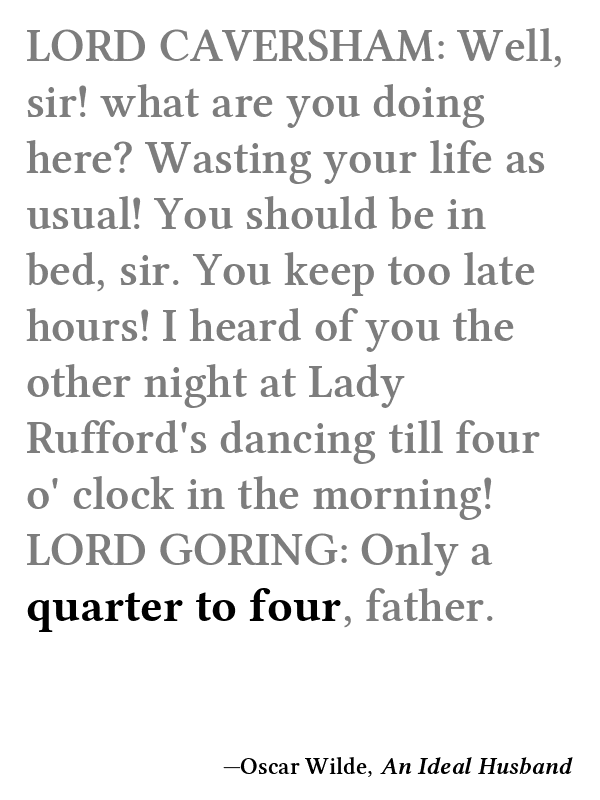 LORD CAVERSHAM: Well,
sir! what are you doing
here? Wasting your life as
usual! You should be in
bed, sir. You keep too late
hours! I heard of you the
other night at Lady
Rufford's dancing till four
o' clock in the morning!
LORD GORING: Only a
quarter to four, father.
—Oscar Wilde, An Ideal Husband